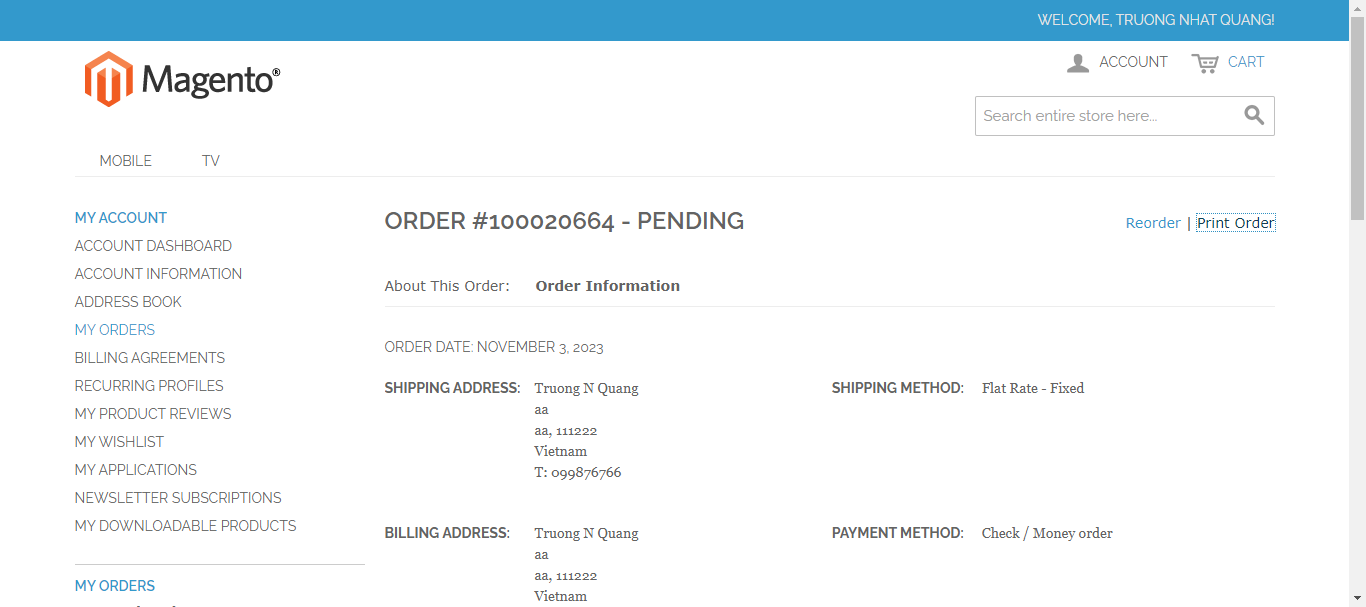 WELCOME, TRUONG NHAT QUANG!
Magento®
ACCOUNT
CART
Search entire store here...
MOBILE
TV
MY ACCOUNT
ACCOUNT DASHBOARD
ACCOUNT INFORMATION
ADDRESS BOOK
MY ORDERS
BILLING AGREEMENTS
RECURRING PROFILES
MY PRODUCT REVIEWS
MY WISHLIST
MY APPLICATIONS
NEWSLETTER SUBSCRIPTIONS
MY DOWNLOADABLE PRODUCTS
MY ORDERS
ORDER #100020664 - PENDING
Reorder | Print Order
About This Order: Order Information
ORDER DATE: NOVEMBER 3, 2023
SHIPPING ADDRESS:
Truong N Quang
aa
aa, 111222
Vietnam
T: 099876766
SHIPPING METHOD:
Flat Rate - Fixed
BILLING ADDRESS:
Truong N Quang
aa
aa, 111222
Vietnam
PAYMENT METHOD:
Check / Money order